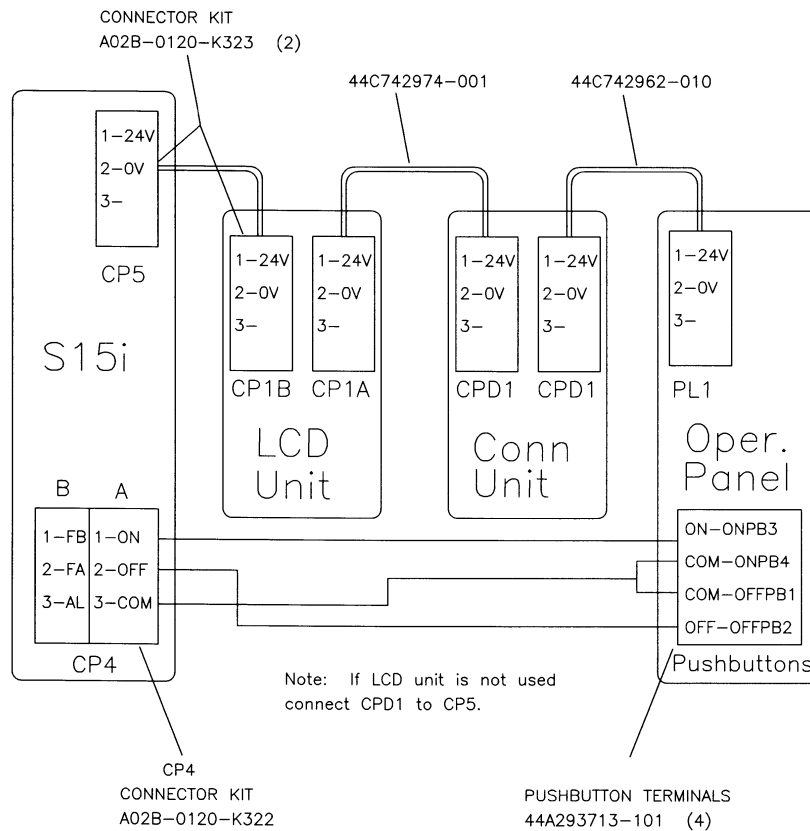 CONNECTOR KIT
A02B-0120-K323 (2)
44C742974-001
44C742962-010
1-24V
2-0V
3-
CP5
S15i
1-24V
2-0V
3-
CP1B
1-24V
2-0V
3-
CP1A
LCD
Unit
1-24V
2-0V
3-
CPD1
1-24V
2-0V
3-
CPD1
Conn
Unit
1-24V
2-0V
3-
PL1
Oper.
Panel
B A
1-FB 1-ON
2-FA 2-OFF
3-AL 3-COM
CP4
ON-ONPB3
COM-ONPB4
COM-OFFPB1
OFF-OFFPB2
Pushbuttons
Note: If LCD unit is not used
connect CPD1 to CP5.
CP4
CONNECTOR KIT
A02B-0120-K322
PUSHBUTTON TERMINALS
44A293713-101 (4)